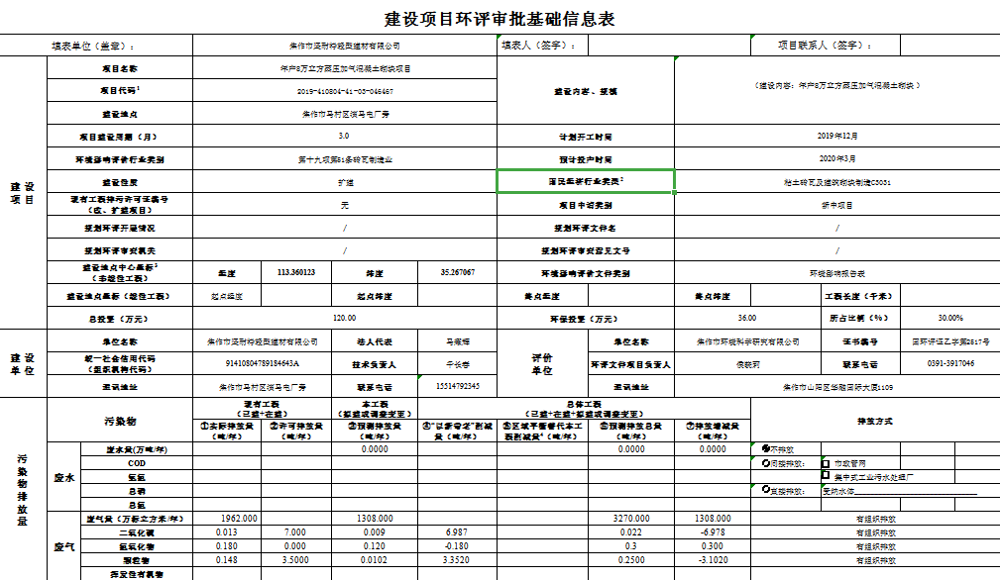 建设项目环评审批基础信息表
填表单位（盖章）： 焦作市坚耐特轻型建材有限公司 填表人（签字）： 项目联系人（签字）：
建设项目
项目名称 年产8万立方蒸压加气混凝土砌块项目 建设内容、规模 （建设内容：年产8万立方蒸压加气混凝土砌块 ）
项目代码1 2019-410804-41-03-046467
建设地点 焦作市马村区演马电厂旁
项目建设周期（月） 3.0 计划开工时间 2019年12月
环境影响评价行业类别 第十九项第51条砖瓦制造业 预计投产时间 2020年3月
建设性质 扩建 国民经济行业类型2 粘土砖瓦及建筑砌块制造C3031
现有工程排污许可证编号
（改、扩建项目） 无 项目申请类别 新申项目
规划环评开展情况 / 规划环评文件名 /
规划环评审查机关 / 规划环评审查意见文号 /
建设地点中心坐标3
（非线性工程） 经度 113.360123 纬度 35.267067 环境影响评价文件类别 环境影响报告表
建设地点坐标（线性工程） 起点经度 起点纬度 终点经度 终点纬度 工程长度（千米）
总投资（万元） 120.00 环保投资（万元） 36.00 所占比例（%） 30.00%
建设单位
单位名称 焦作市坚耐特轻型建材有限公司 法人代表 评价单位 单位名称 焦作市环境科学研究有限公司 证书编号 国环评证乙字第2517号
统一社会信用代码
（组织机构代码） 91410804789184643A 技术负责人 环评文件项目负责人 联系电话 0391-3917046
通讯地址 焦作市马村区演马电厂旁 联系电话 15514792345 通讯地址 焦作市山阳区华融国际大厦1109
污染物排放量
污染物 现有工程
（已建+在建） 本工程
（拟建或调整变更） 总体工程
（已建+在建+拟建或调整变更） 排放方式
①实际排放量
（吨/年） ②许可排放量
（吨/年） ③预测排放量
（吨/年） ④“以新带老”削减量（吨/年） ⑤区域平衡替代本工程削减量4（吨/年） ⑥预测排放总量
（吨/年） ⑦排放增减量
（吨/年）
废水
废水量(万吨/年) 0.0000 0.0000 0.0000 不排放
COD 间接排放： 市政管网
氨氮 集中式工业污水处理厂
总磷 直接排放： 受纳水体
总氮
废气
废气量（万标立方米/年） 1962.000 1308.000 3270.000 1308.000 有组织排放
二氧化硫 0.013 7.000 0.009 6.987 0.022 -6.978 有组织排放
氮氧化物 0.180 0.000 0.120 -0.180 0.3 0.300 有组织排放
颗粒物 0.148 3.5000 0.0102 3.3520 0.2500 -3.1020 有组织排放
挥发性有机物